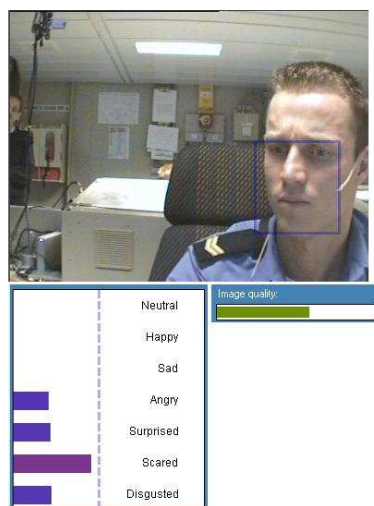 Image quality:
Neutral
Happy
Sad
Angry
Surprised
Scared
Disgusted